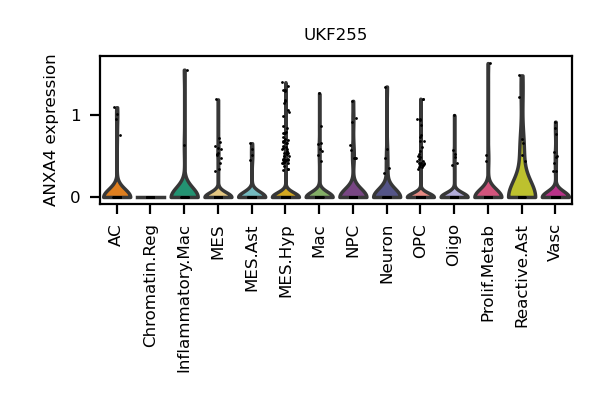 UKF255
ANXA4 expression
1
0
AC
Chromatin.Reg
Inflammatory.Mac
MES
MES.Ast
MES.Hyp
Mac
NPC
Neuron
OPC
Oligo
Prolif.Metab
Reactive.Ast
Vasc